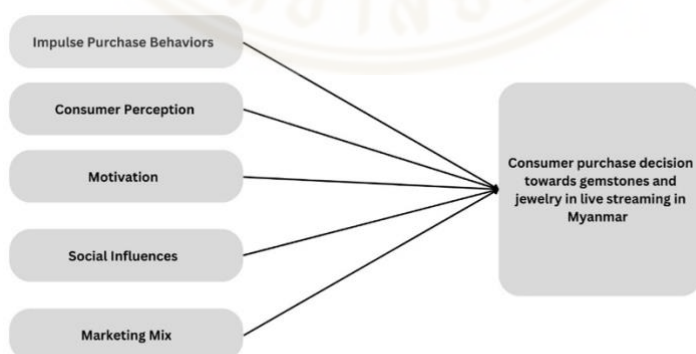 Impulse Purchase Behaviors
Consumer Perception
Motivation
Social Influences
Marketing Mix
Consumer purchase decision
towards gemstones and
jewelry in live streaming in
Myanmar